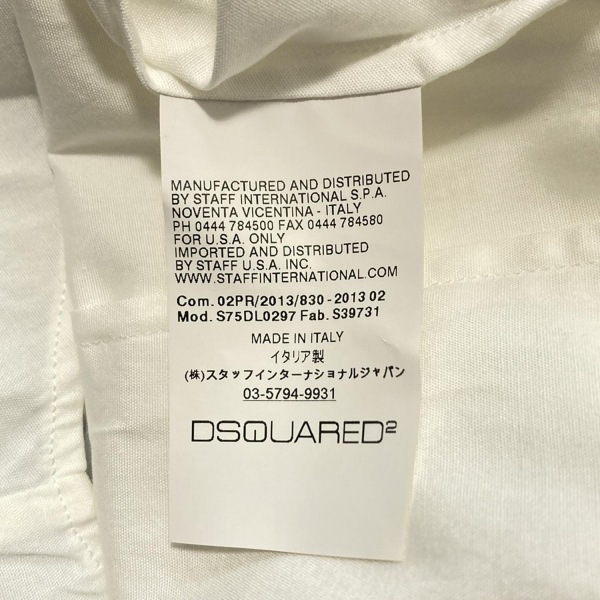 MANUFACTURED AND DISTRIBUTED
BY STAFF INTERNATIONAL S.P.A.
NOVENTA VICENTINA - ITALY
PH 0444 784500 FAX 0444 784580
FOR U.S.A. ONLY
IMPORTED AND DISTRIBUTED
BY STAFF U.S.A. INC.
WWW.STAFFINTERNATIONAL.COM
Com. 02PR/2013/830 - 2013 02
Mod. S75DL0297 Fab. S39731
MADE IN ITALY
イタリア製
(株)スタッフインターナショナルジャパン
03-5794-9931
DSQUARED²